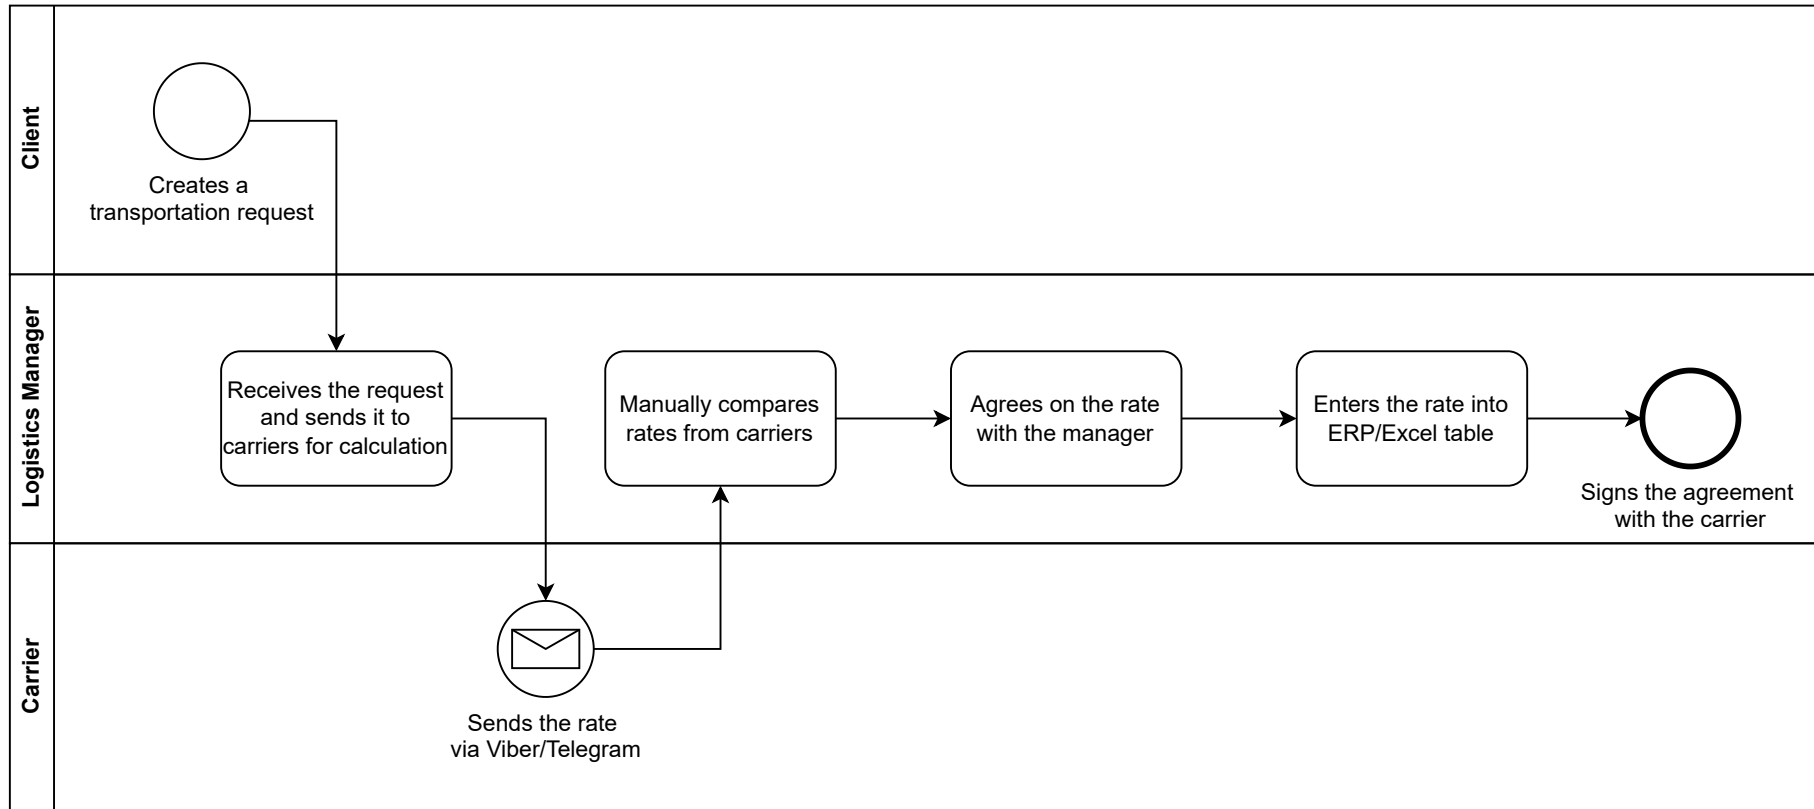 Client
Creates a
transportation request
Logistics Manager
Receives the request
and sends it to
carriers for calculation
Manually compares
rates from carriers
Agrees on the rate
with the manager
Enters the rate into
ERP/Excel table
Signs the agreement
with the carrier
Carrier
Sends the rate
via Viber/Telegram